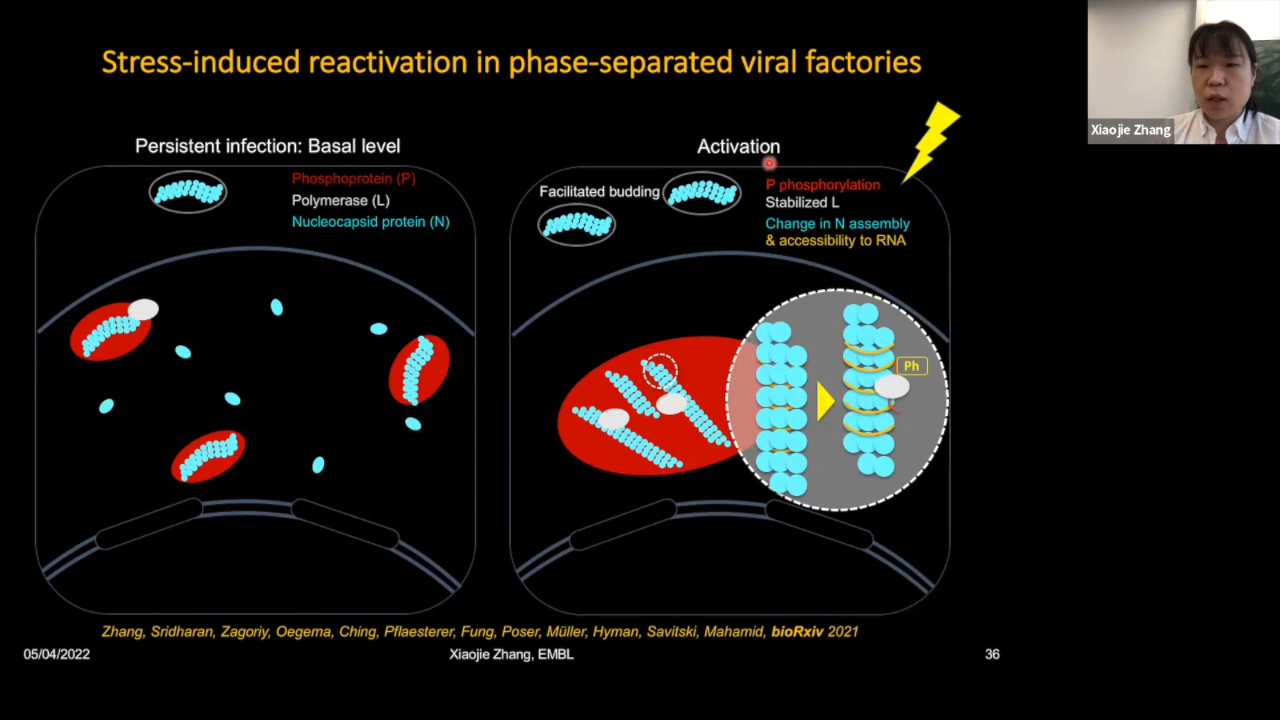 Stress-induced reactivation in phase-separated viral factories
Xiaojie Zhang
Persistent infection: Basal level
Phosphoprotein (P)
Polymerase (L)
Nucleocapsid protein (N)
Activation
Facilitated budding
P phosphorylation
Stabilized L
Change in N assembly
& accessibility to RNA
Ph
Zhang, Sridharan, Zagoriy, Oegema, Ching, Pflaesterer, Fung, Poser, Müller, Hyman, Savitski, Mahamid, bioRxiv 2021
05/04/2022
Xiaojie Zhang, EMBL
36